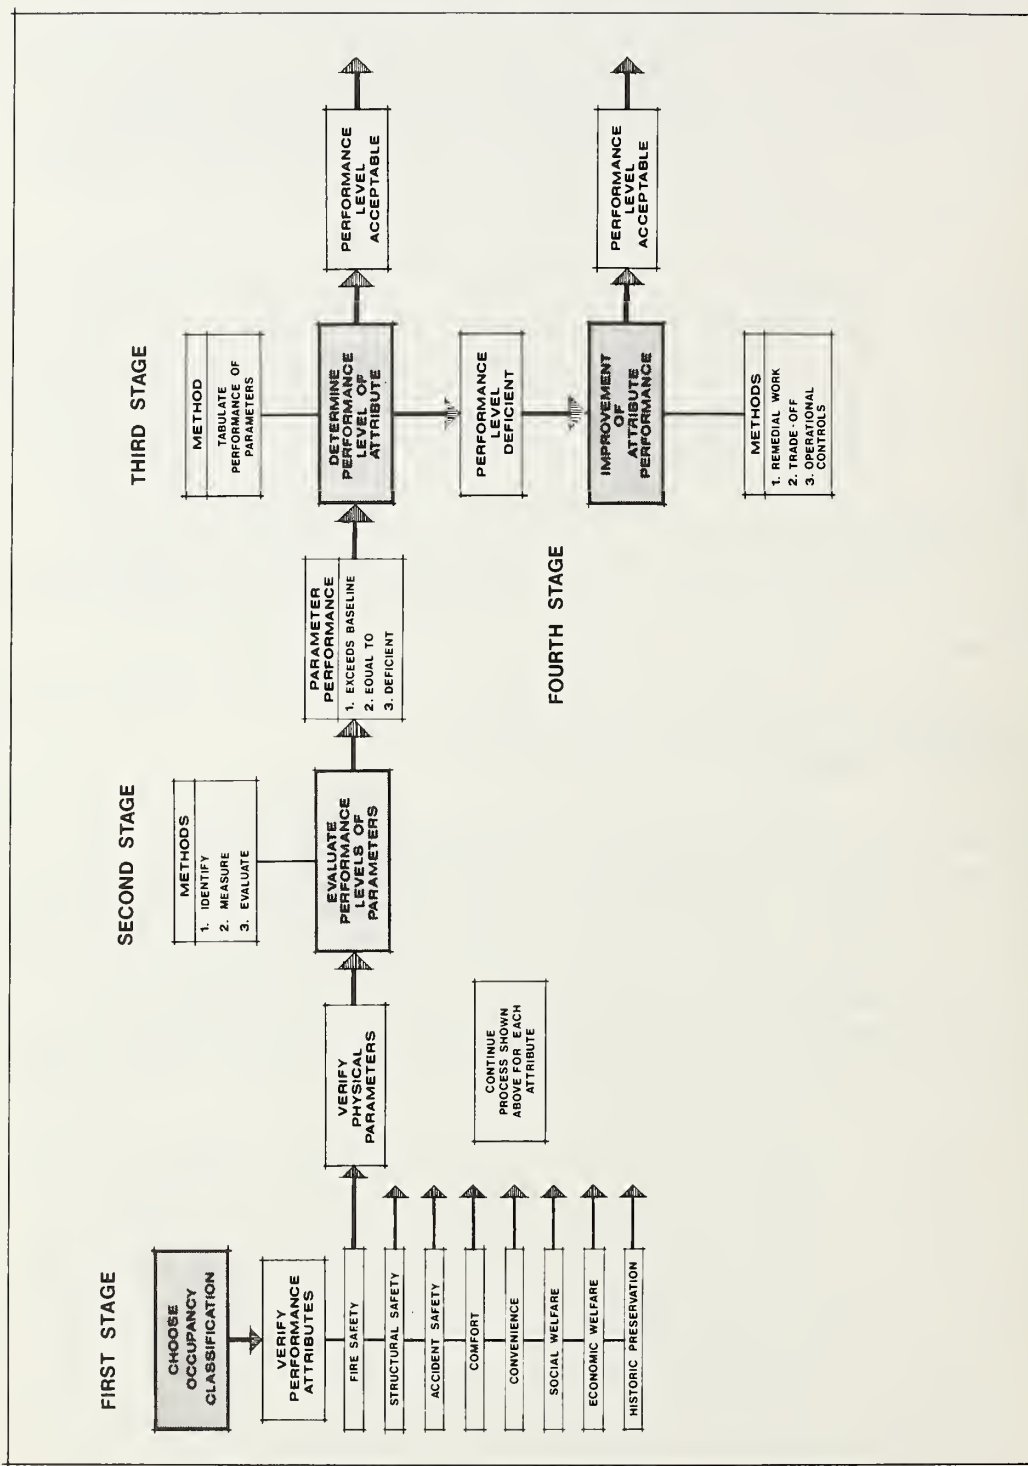 FIRST STAGE
CHOOSE
OCCUPANCY
CLASSIFICATION
VERIFY
PERFORMANCE
ATTRIBUTES
FIRE SAFETY
STRUCTURAL SAFETY
ACCIDENT SAFETY
COMFORT
CONVENIENCE
SOCIAL WELFARE
ECONOMIC WELFARE
HISTORIC PRESERVATION
VERIFY
PHYSICAL
PARAMETERS
CONTINUE
PROCESS SHOWN
ABOVE FOR EACH
ATTRIBUTE
SECOND STAGE
METHODS
1. IDENTIFY
2. MEASURE
3. EVALUATE
EVALUATE
PERFORMANCE
LEVELS OF
PARAMETERS
PARAMETER
PERFORMANCE
1. EXCEEDS BASELINE
2. EQUAL TO
3. DEFICIENT
THIRD STAGE
METHOD
TABULATE
PERFORMANCE OF
PARAMETERS
DETERMINE
PERFORMANCE
LEVEL OF
ATTRIBUTE
PERFORMANCE
LEVEL
ACCEPTABLE
PERFORMANCE
LEVEL
DEFICIENT
FOURTH STAGE
IMPROVEMENT
OF
ATTRIBUTE
PERFORMANCE
PERFORMANCE
LEVEL
ACCEPTABLE
METHODS
1. REMEDIAL WORK
2. TRADE-OFF
3. OPERATIONAL
CONTROLS